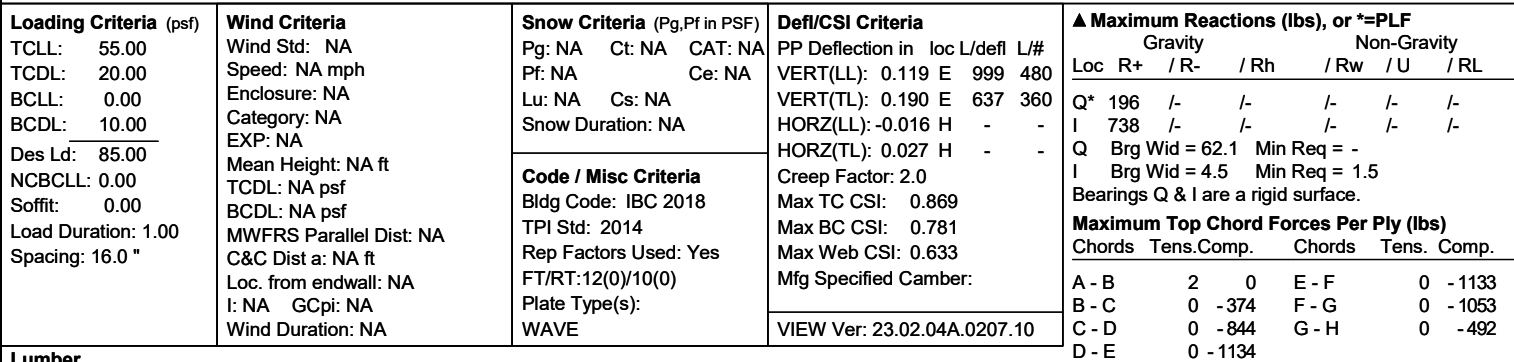 Loading Criteria (psf)
TCLL: 55.00
TCDL: 20.00
BCLL: 0.00
BCDL: 10.00
Des Ld: 85.00
NCBCLL: 0.00
Soffit: 0.00
Load Duration: 1.00
Spacing: 16.0 "
Wind Criteria
Wind Std: NA
Speed: NA mph
Enclosure: NA
Category: NA
EXP: NA
Mean Height: NA ft
TCDL: NA psf
BCDL: NA psf
MWFRS Parallel Dist: NA
C&C Dist a: NA ft
Loc. from endwall: NA
I: NA GCpi: NA
Wind Duration: NA
Snow Criteria (Pg,Pf in PSF)
Pg: NA Ct: NA CAT: NA
Pf: NA Ce: NA
Lu: NA Cs: NA
Snow Duration: NA
Code / Misc Criteria
Bldg Code: IBC 2018
TPI Std: 2014
Rep Factors Used: Yes
FT/RT:12(0)/10(0)
Plate Type(s):
WAVE
Defl/CSI Criteria
PP Deflection in loc L/defl L/#
VERT(LL): 0.119 E 999 480
VERT(TL): 0.190 E 637 360
HORZ(LL): -0.016 H - -
HORZ(TL): 0.027 H - -
Creep Factor: 2.0
Max TC CSI: 0.869
Max BC CSI: 0.781
Max Web CSI: 0.633
Mfg Specified Camber:
VIEW Ver: 23.02.04A.0207.10
▲ Maximum Reactions (lbs), or *=PLF
Gravity Non-Gravity
Loc R+ / R- / Rh / Rw / U / RL
Q* 196 /- /- /- /- /-
I 738 /- /- /- /- /-
Q Brg Wid = 62.1 Min Req = -
I Brg Wid = 4.5 Min Req = 1.5
Bearings Q & I are a rigid surface.
Maximum Top Chord Forces Per Ply (lbs)
Chords Tens.Comp. Chords Tens. Comp.
A - B 2 0 E - F 0 - 1133
B - C 0 - 374 F - G 0 - 1053
C - D 0 - 844 G - H 0 - 492
D - E 0 - 1134
Lumber